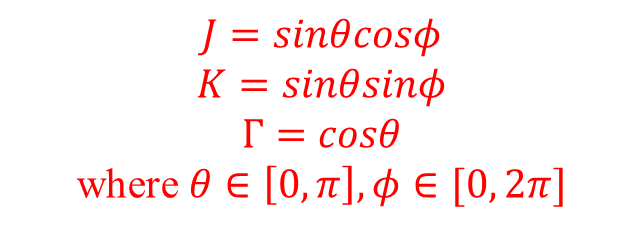 J = sinθcosϕ
K = sinθsinϕ
Γ = cosθ
where θ ∈ [0, π], ϕ ∈ [0, 2π]